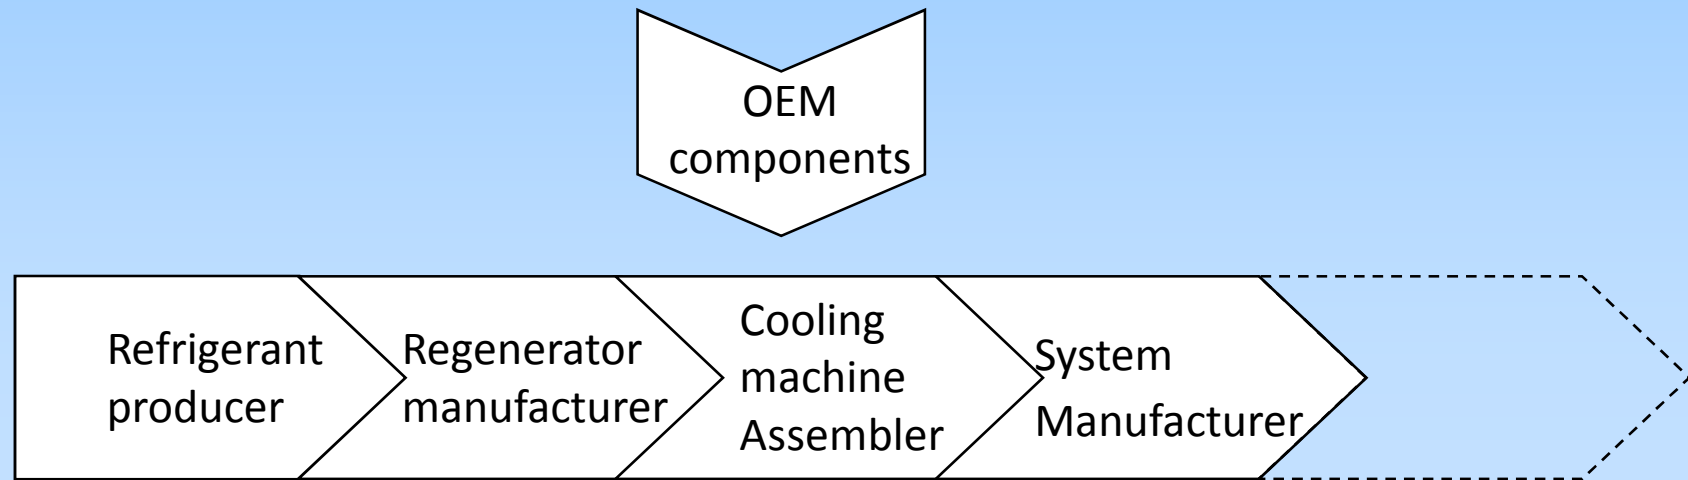 OEM
components
Refrigerant
producer
Regenerator
manufacturer
Cooling
machine
Assembler
System
Manufacturer